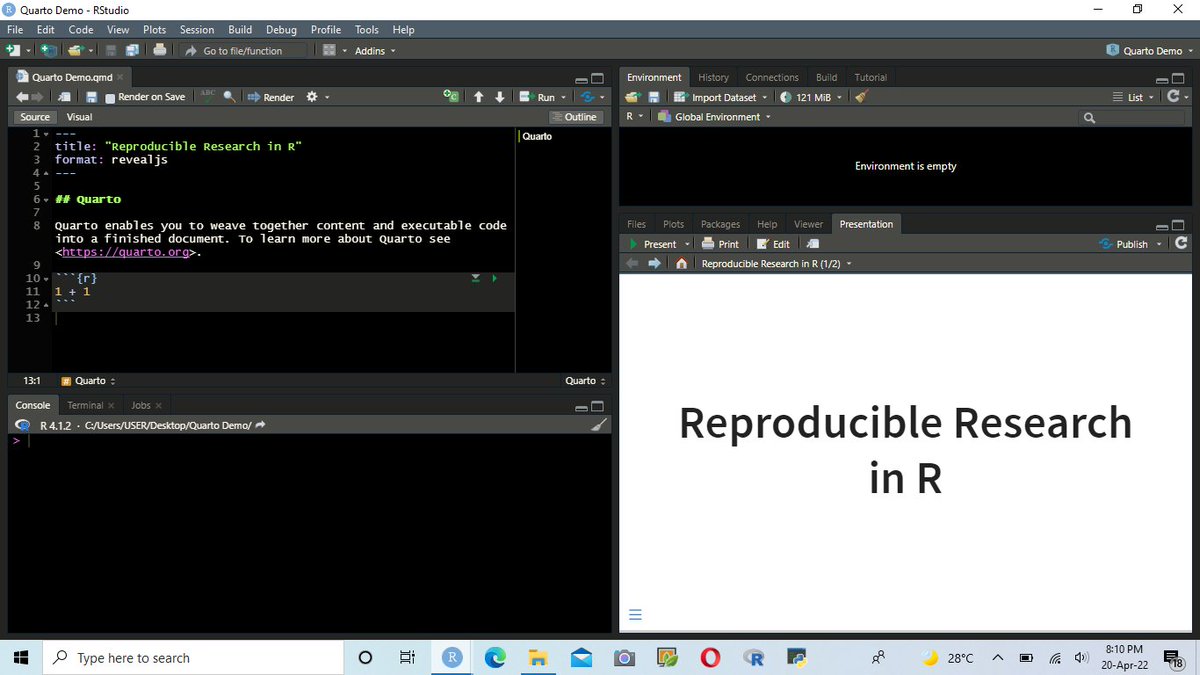 Quarto Demo - RStudio
File Edit Code View Plots Session Build Debug Profile Tools Help
Go to file/function Addins Quarto Demo
Quarto Demo.qmd
Render on Save ABC Render Run
Source Visual Outline
1 ---
2 title: "Reproducible Research in R"
3 format: revealjs
4 ---
5
6 ## Quarto
7
8 Quarto enables you to weave together content and executable code
into a finished document. To learn more about Quarto see
<https://quarto.org>.
9
10 ```{r}
11 1 + 1
12 ```
13
Quarto
13:1 # Quarto Quarto
Console Terminal Jobs
R 4.1.2 · C:/Users/USER/Desktop/Quarto Demo/
>
Environment History Connections Build Tutorial
Import Dataset 121 MiB List
R Global Environment
Environment is empty
Files Plots Packages Help Viewer Presentation
Present Print Edit Publish
Reproducible Research in R (1/2)
Reproducible Research
in R
Type here to search
28°C
8:10 PM
20-Apr-22
18